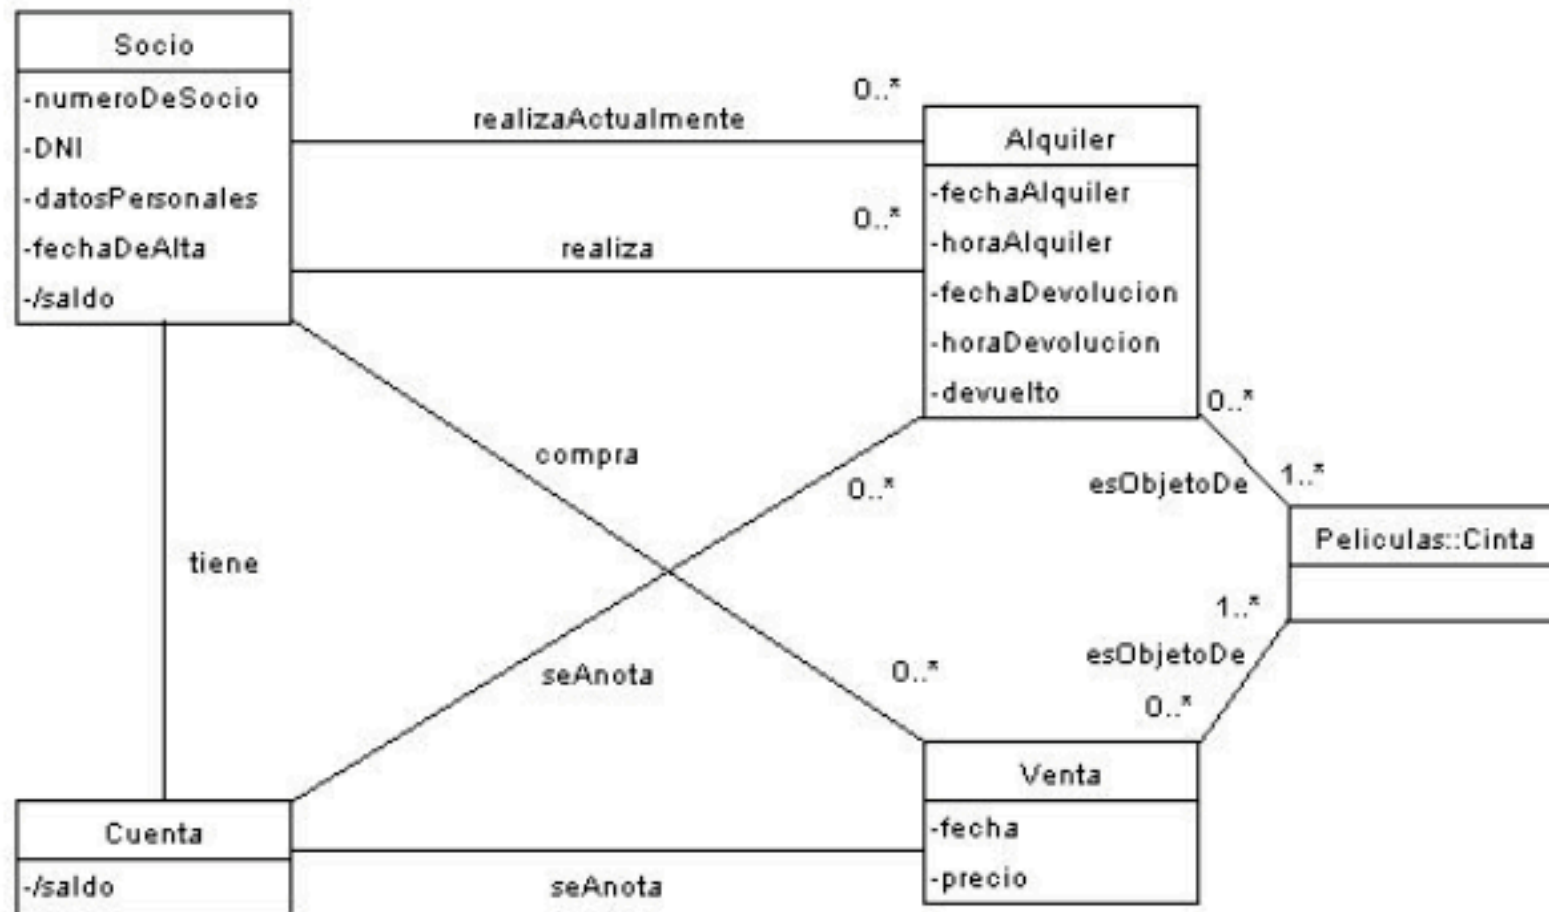 Socio
-numeroDeSocio
-DNI
-datosPersonales
-fechaDeAlta
-/saldo
realizaActualmente
0..*
realiza
0..*
Alquiler
-fechaAlquiler
-horaAlquiler
-fechaDevolucion
-horaDevolucion
-devuelto
0..*
esObjetoDe
1..*
Peliculas::Cinta
compra
0..*
tiene
seAnota
0..*
1..*
esObjetoDe
0..*
Venta
-fecha
-precio
Cuenta
-/saldo
seAnota